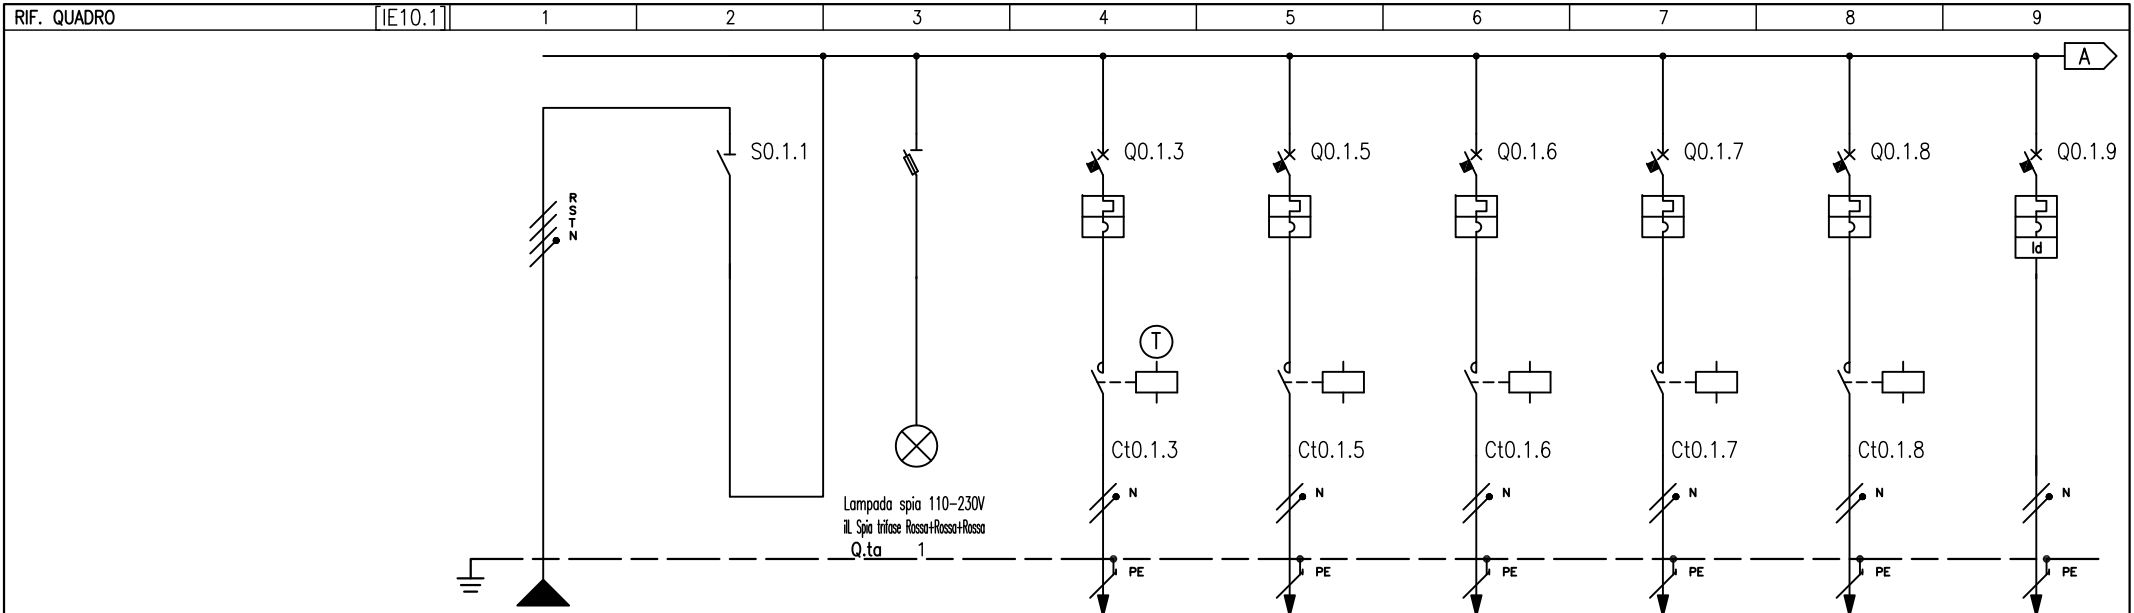 RIF. QUADRO [IE10.1] 1 2 3 4 5 6 7 8 9
A
S0.1.1 Q0.1.3 Q0.1.5 Q0.1.6 Q0.1.7 Q0.1.8 Q0.1.9
R
S
T
N
Id
T
Ct0.1.3 Ct0.1.5 Ct0.1.6 Ct0.1.7 Ct0.1.8
N N N N N N
Lampada spia 110-230V
iIL Spia trifase Rossa+Rossa+Rossa
Q.ta 1
PE PE PE PE PE PE